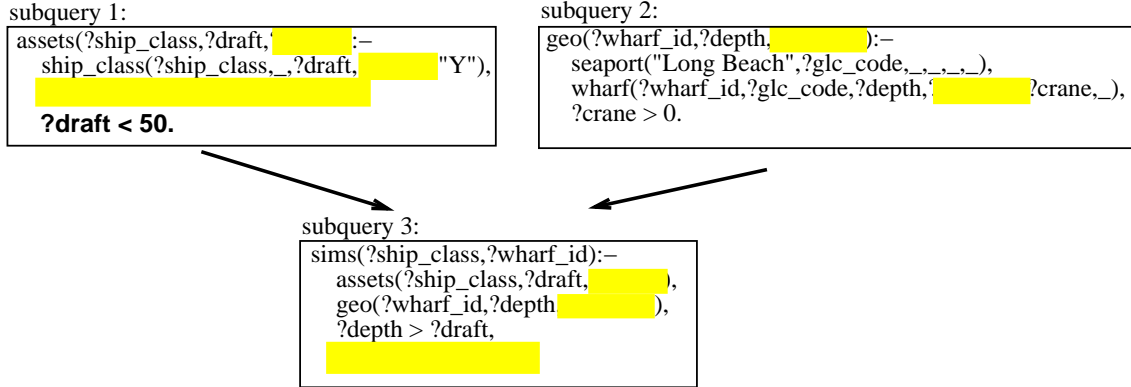 subquery 1:
assets(?ship_class,?draft, :–
ship_class(?ship_class,_,?draft, "Y"),
?draft < 50.
subquery 2:
geo(?wharf_id,?depth, ):–
seaport("Long Beach",?glc_code,_,_,_,_),
wharf(?wharf_id,?glc_code,?depth,? ?crane,_),
?crane > 0.
subquery 3:
sims(?ship_class,?wharf_id):–
assets(?ship_class,?draft, ),
geo(?wharf_id,?depth, ),
?depth > ?draft,